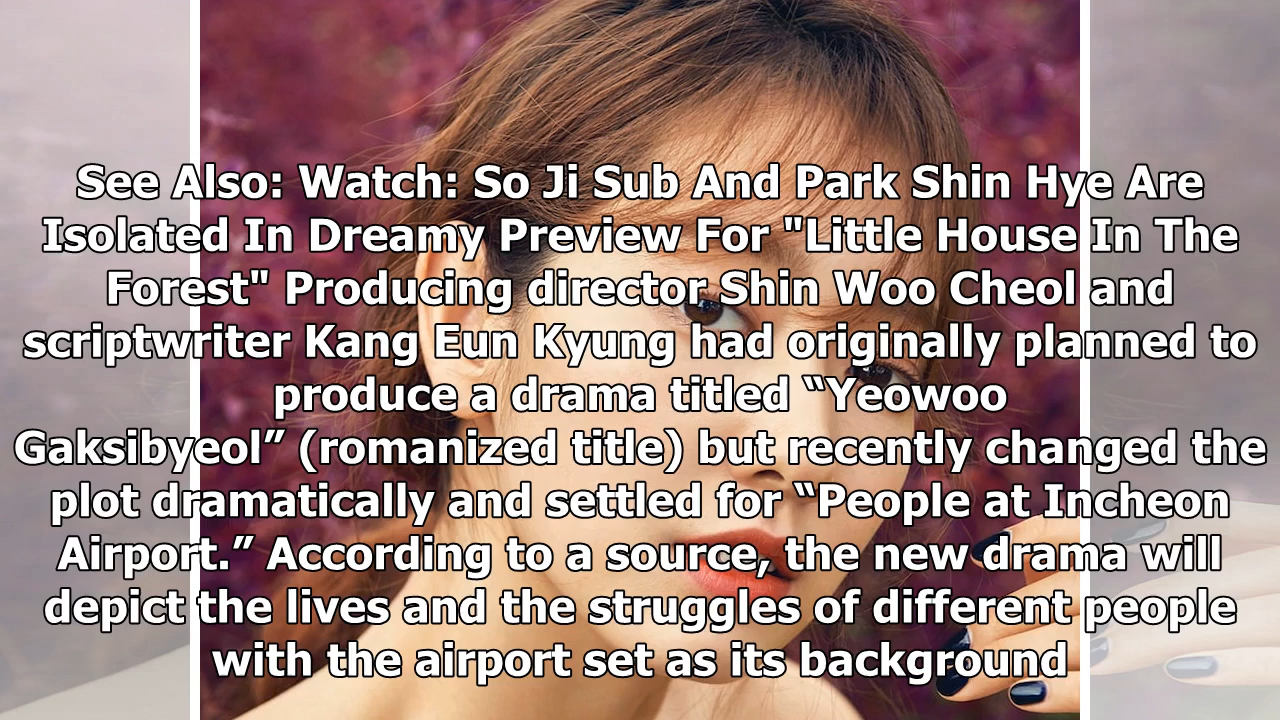 See Also: Watch: So Ji Sub And Park Shin Hye Are
Isolated In Dreamy Preview For "Little House In The
Forest" Producing director Shin Woo Cheol and
scriptwriter Kang Eun Kyung had originally planned to
produce a drama titled “Yeowoo
Gaksibyeol” (romanized title) but recently changed the
plot dramatically and settled for “People at Incheon
Airport.” According to a source, the new drama will
depict the lives and the struggles of different people
with the airport set as its background